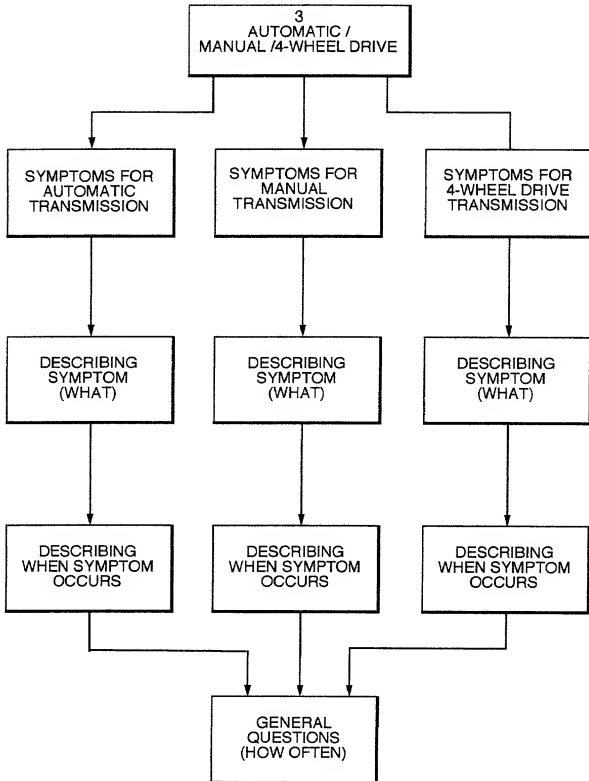 3
AUTOMATIC /
MANUAL /4-WHEEL DRIVE
SYMPTOMS FOR
AUTOMATIC
TRANSMISSION
SYMPTOMS FOR
MANUAL
TRANSMISSION
SYMPTOMS FOR
4-WHEEL DRIVE
TRANSMISSION
DESCRIBING
SYMPTOM
(WHAT)
DESCRIBING
SYMPTOM
(WHAT)
DESCRIBING
SYMPTOM
(WHAT)
DESCRIBING
WHEN SYMPTOM
OCCURS
DESCRIBING
WHEN SYMPTOM
OCCURS
DESCRIBING
WHEN SYMPTOM
OCCURS
GENERAL
QUESTIONS
(HOW OFTEN)